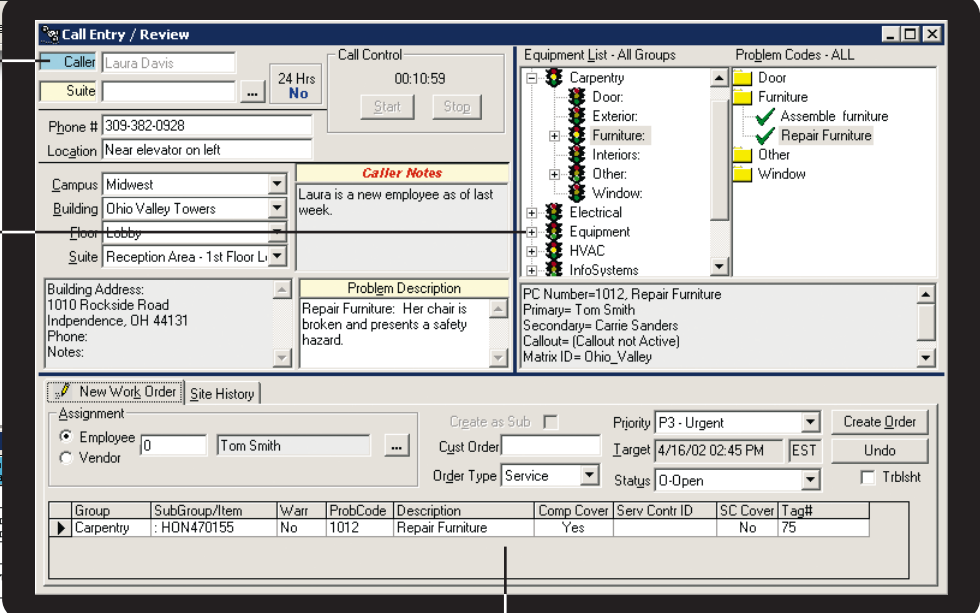 Call Entry / Review
Caller Laura Davis
Suite ...
24 Hrs
No
Call Control
00:10:59
Start Stop
Phone # 309-382-0928
Location Near elevator on left
Campus Midwest
Building Ohio Valley Towers
Floor Lobby
Suite Reception Area - 1st Floor L
Caller Notes
Laura is a new employee as of last
week.
Building Address:
1010 Rockside Road
Indpendence, OH 44131
Phone:
Notes:
Problem Description
Repair Furniture: Her chair is
broken and presents a safety
hazard.
Equipment List - All Groups
Carpentry
Door:
Exterior:
Furniture:
Interiors:
Other:
Window:
Electrical
Equipment
HVAC
InfoSystems
Problem Codes - ALL
Door
Furniture
Assemble furniture
Repair Furniture
Other
Window
PC Number=1012, Repair Furniture
Primary= Tom Smith
Secondary= Carrie Sanders
Callout= (Callout not Active)
Matrix ID= Ohio_Valley
New Work Order Site History
Assignment
Employee 0 Tom Smith ...
Vendor
Create as Sub
Cust Order
Order Type Service
Priority P3 - Urgent
Target 4/16/02 02:45 PM EST
Status O-Open
Create Order
Undo
Trblsht
Group SubGroup/Item Warr ProbCode Description Comp Cover Serv Contr ID SC Cover Tag#
Carpentry : HON470155 No 1012 Repair Furniture Yes No 75